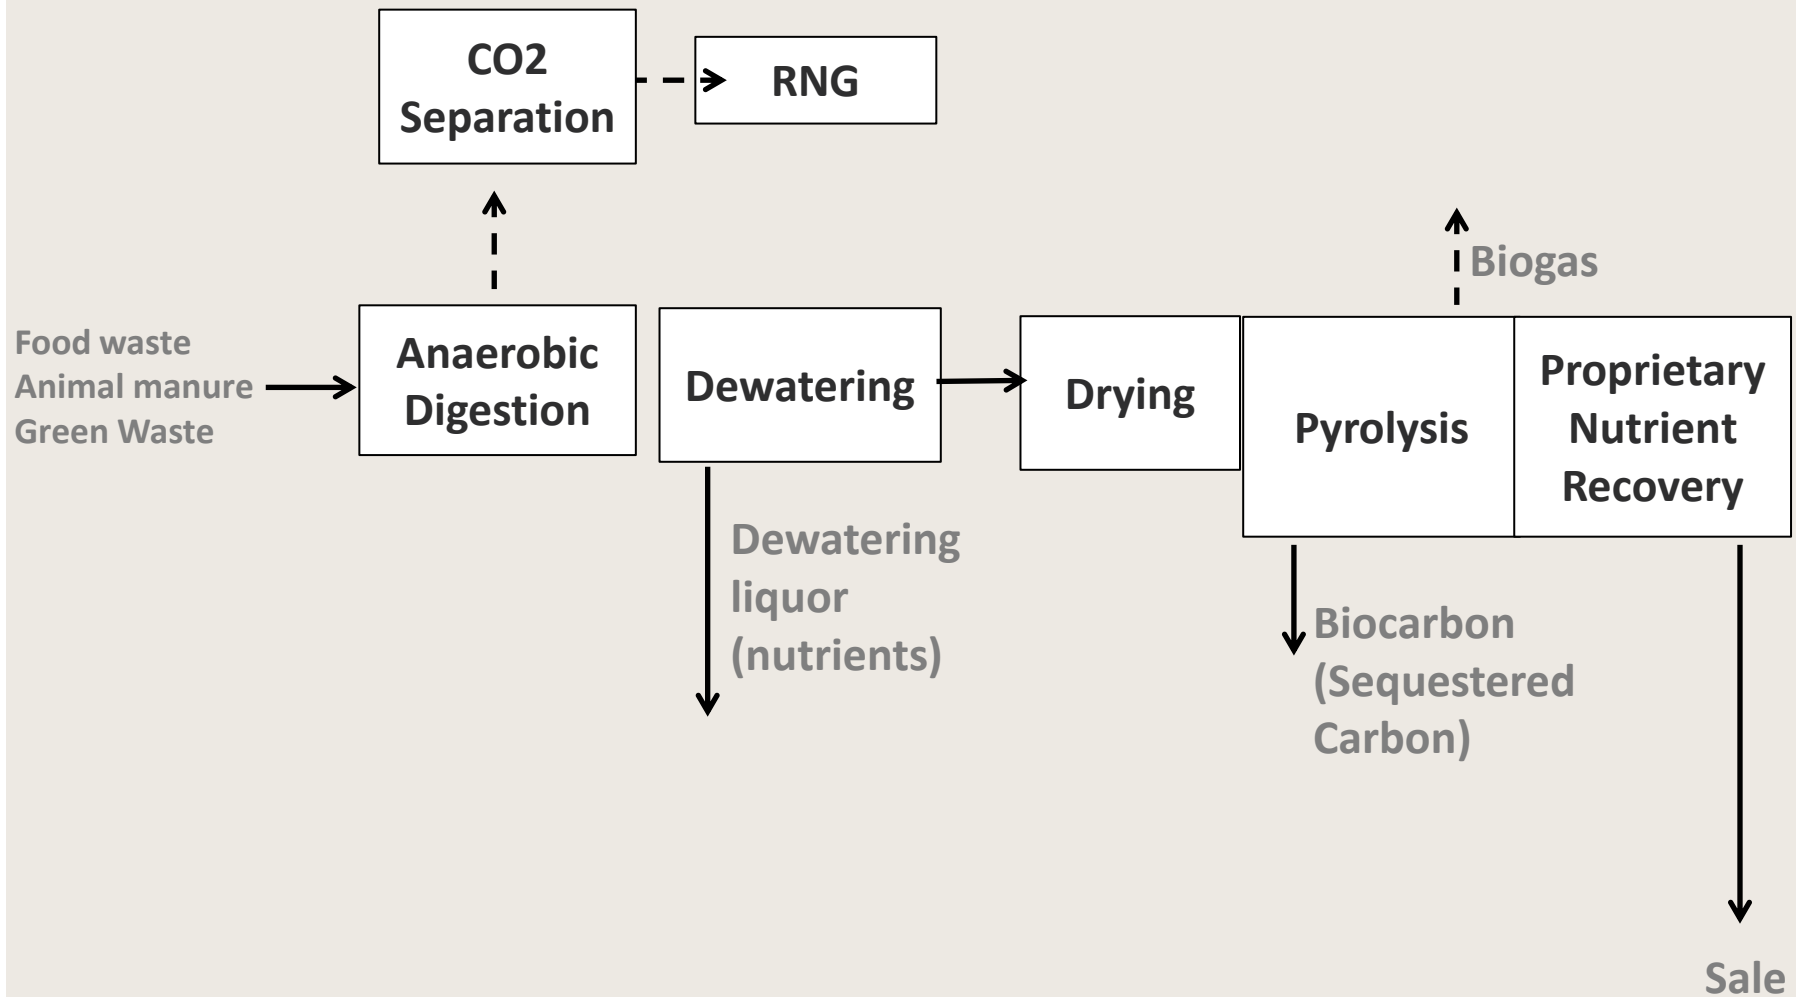 CO2
Separation
RNG
Biogas
Food waste
Animal manure
Green Waste
Anaerobic
Digestion
Dewatering
Drying
Pyrolysis
Proprietary
Nutrient
Recovery
Dewatering
liquor
(nutrients)
Biocarbon
(Sequestered
Carbon)
Sale